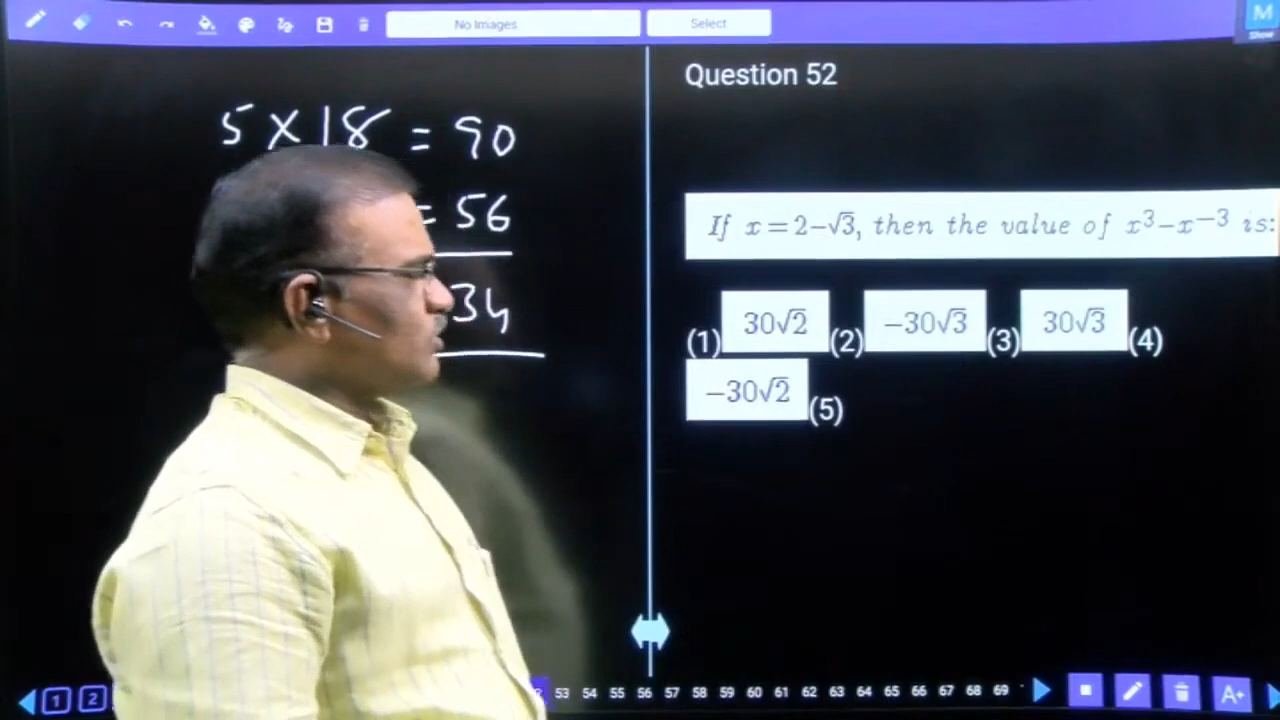 No Images
Select
M
Show
5 × 18 = 90
= 56
34
Question 52
If x = 2-√3, then the value of x³-x⁻³ is:
(1) 30√2 (2) -30√3 (3) 30√3 (4)
-30√2 (5)
1 2 53 54 55 56 57 58 59 60 61 62 63 64 65 66 67 68 69
A+